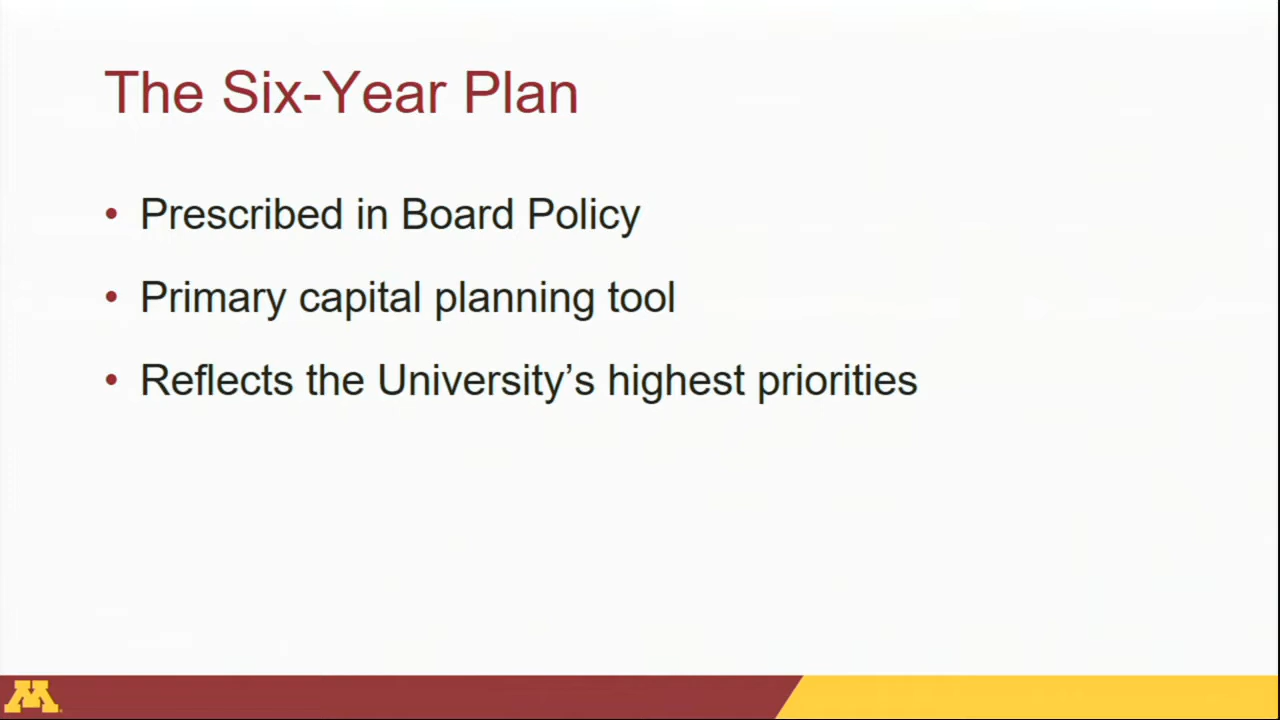 The Six-Year Plan
• Prescribed in Board Policy
• Primary capital planning tool
• Reflects the University’s highest priorities
M